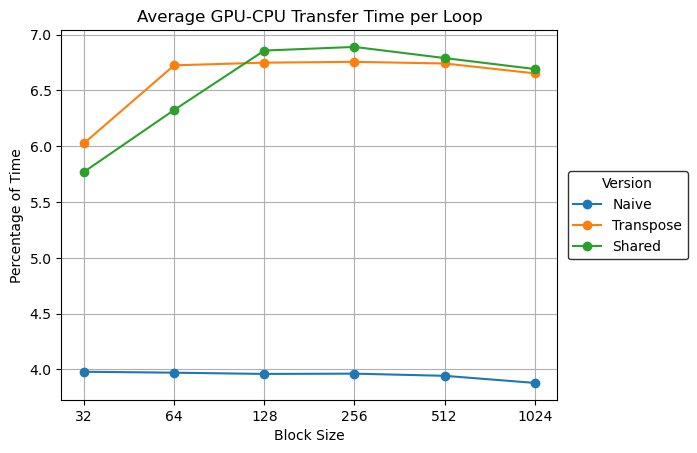 Average GPU-CPU Transfer Time per Loop
7.0
6.5
6.0
5.5
5.0
4.5
4.0
Percentage of Time
32 64 128 256 512 1024
Block Size
Version
Naive
Transpose
Shared